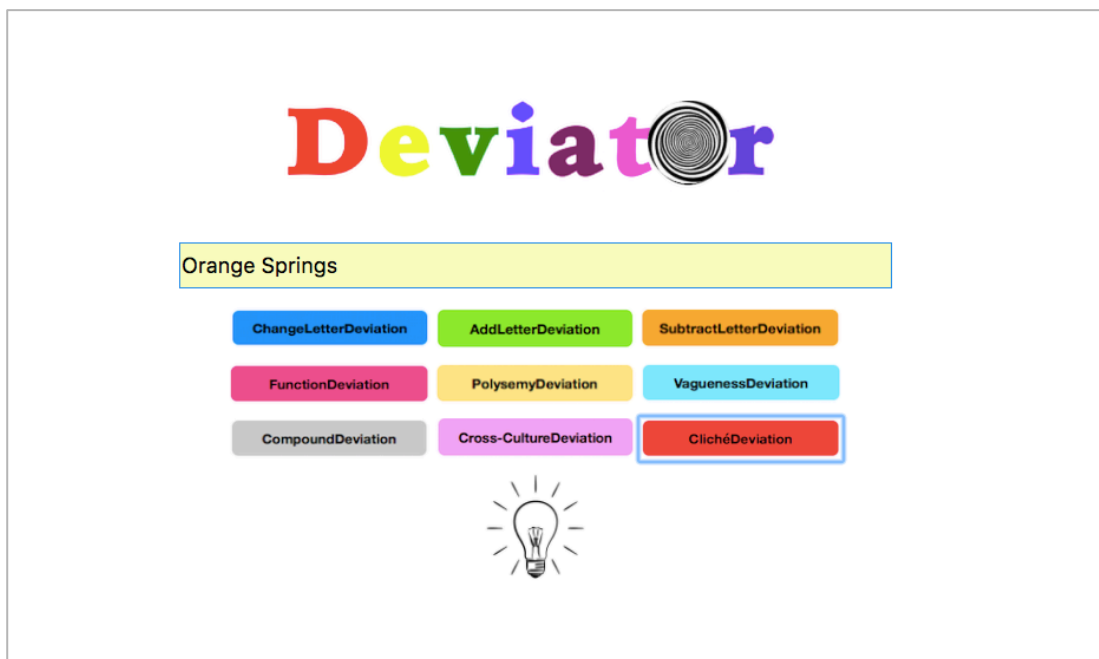 Deviator
Orange Springs
ChangeLetterDeviation AddLetterDeviation SubtractLetterDeviation
FunctionDeviation PolysemyDeviation VaguenessDeviation
CompoundDeviation Cross-CultureDeviation ClichéDeviation